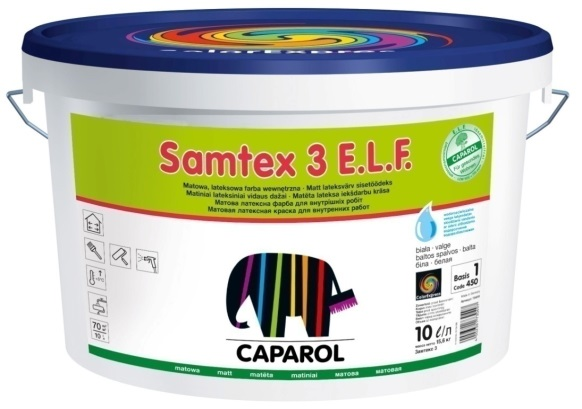 ColorExpress
Samtex 3 E.L.F.
Matowa, lateksowa farba wewnętrzna · Matt lateksvärv sisetöödeks
Matiniai lateksiniai vidaus dažai · Matēta lateksa iekšdarbu krāsa
Матова латексна фарба для внутрішніх робіт
Матовая латексная краска для внутренних работ
CAPAROL
biała · valge
baltos spalvos · balta
біла · белая
ColorExpress
Basis 1
Code 450
10 ℓ/л
70
10 L
CAPAROL
matowa matt matēta matiniai матова матовая